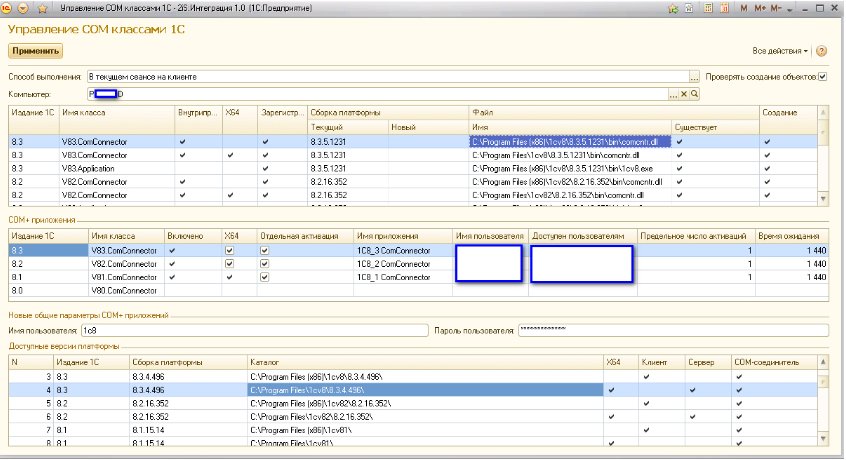 Управление COM классами 1С - 2iS:Интеграция 1.0 (1С:Предприятие)
M M+ M-
Управление COM классами 1С
Применить Все действия ?
Способ выполнения: В текущем сеансе на клиенте ... Проверять создание объектов
Компьютер: P D ...
Издание 1С Имя класса Внутрипр... X64 Зарегистр... Сборка платформы Файл Создание
Текущий Новый Имя Существует
8.3 V83.ComConnector 8.3.5.1231 C:\Program Files (x86)\1cv8\8.3.5.1231\bin\comcntr.dll
8.3 V83.ComConnector 8.3.5.1231 C:\Program Files\1cv8\8.3.5.1231\bin\comcntr.dll
8.3 V83.Application 8.3.5.1231 C:\Program Files (x86)\1cv8\8.3.5.1231\bin\1cv8.exe
8.2 V82.ComConnector 8.2.16.352 C:\Program Files (x86)\1cv82\8.2.16.352\bin\comcntr.dll
8.2 V82.ComConnector 8.2.16.352 C:\Program Files\1cv82\8.2.16.352\bin\comcntr.dll
COM+ приложения
Издание 1С Имя класса Включено X64 Отдельная активация Имя приложения Имя пользователя Доступен пользователям Предельное число активаций Время ожидания
8.3 V83.ComConnector 1C8_3 ComConnector 1 1 440
8.2 V82.ComConnector 1C8_2 ComConnector 1 1 440
8.1 V81.ComConnector 1C8_1 ComConnector 1 1 440
8.0 V80.ComConnector
Новые общие параметры COM+ приложений
Имя пользователя: 1c8 Пароль пользователя: **************
Доступные версии платформы
N Издание 1С Сборка платформы Каталог X64 Клиент Сервер COM-соединитель
3 8.3 8.3.4.496 C:\Program Files (x86)\1cv8\8.3.4.496\
4 8.3 8.3.4.496 C:\Program Files\1cv8\8.3.4.496\
5 8.2 8.2.16.352 C:\Program Files (x86)\1cv82\8.2.16.352\
6 8.2 8.2.16.352 C:\Program Files\1cv82\8.2.16.352\
7 8.1 8.1.15.14 C:\Program Files (x86)\1cv81\
8 8.1 8.1.15.14 C:\Program Files\1cv81\